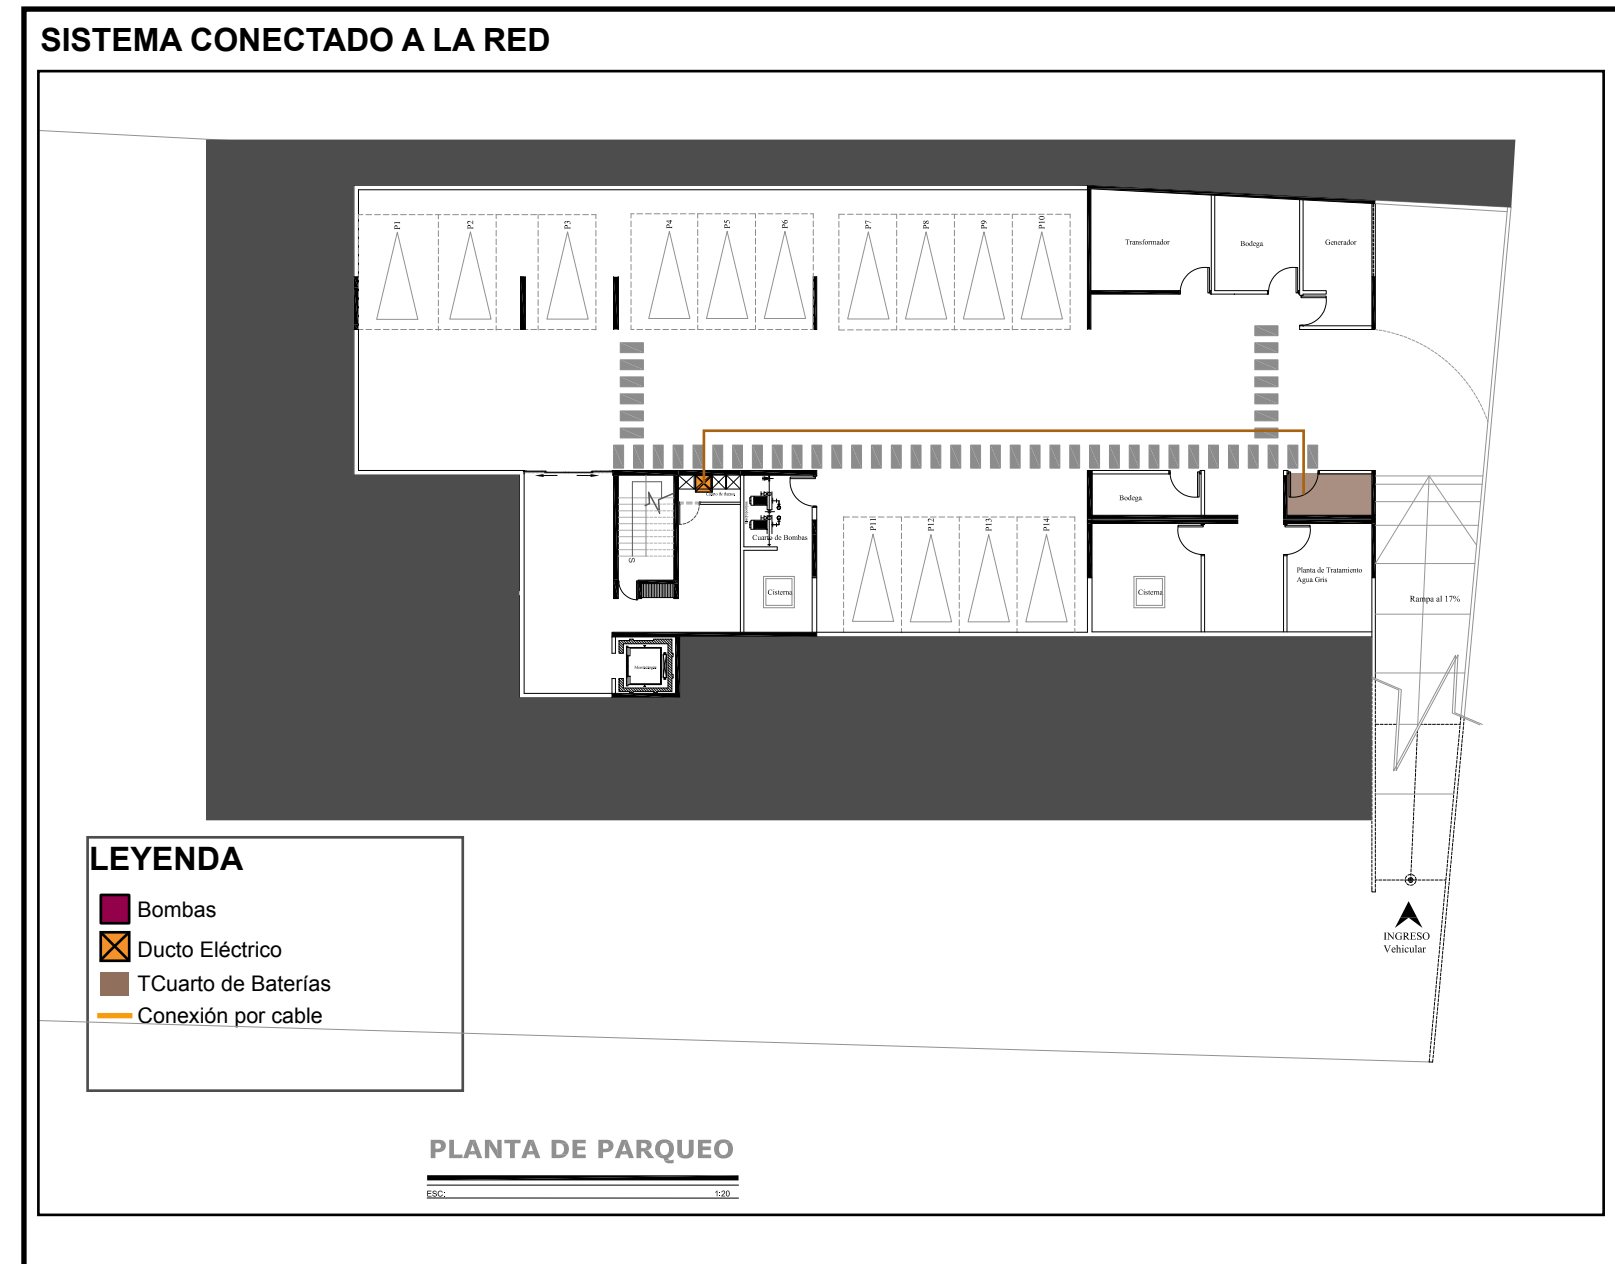 SISTEMA CONECTADO A LA RED
P1
P2
P3
P4
P5
P6
P7
P8
P9
P10
Transformador
Bodega
Generador
Cuarto de Bombas
Cisterna
S
P11
P12
P13
P14
Bodega
Cisterna
Planta de Tratamiento
Agua Gris
Rampa al 17%
INGRESO
Vehicular
LEYENDA
Bombas
Ducto Eléctrico
TCuarto de Baterías
Conexión por cable
PLANTA DE PARQUEO
ESC: 1:20